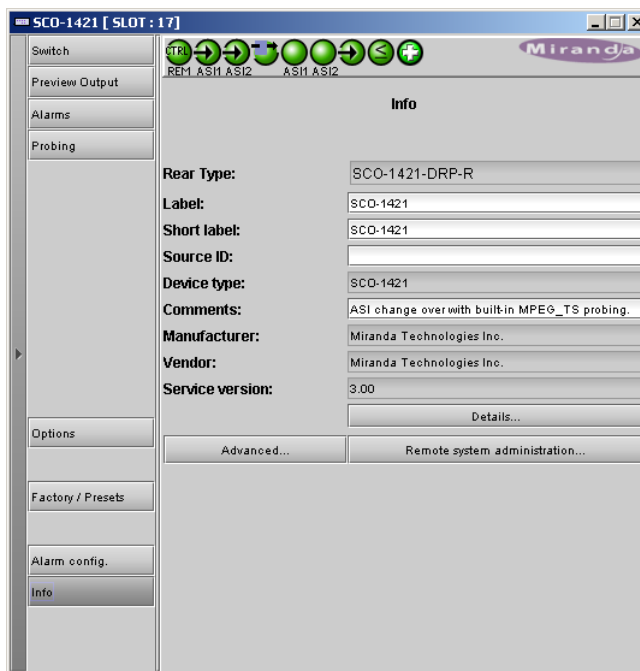 SCO-1421 [ SLOT : 17]
Switch
Preview Output
Alarms
Probing
Options
Factory / Presets
Alarm config.
Info
CTRL
REM ASI1 ASI2 ASI1 ASI2
Miranda
Info
Rear Type: SCO-1421-DRP-R
Label: SCO-1421
Short label: SCO-1421
Source ID:
Device type: SCO-1421
Comments: ASI change over with built-in MPEG_TS probing.
Manufacturer: Miranda Technologies Inc.
Vendor: Miranda Technologies Inc.
Service version: 3.00
Details...
Advanced... Remote system administration...